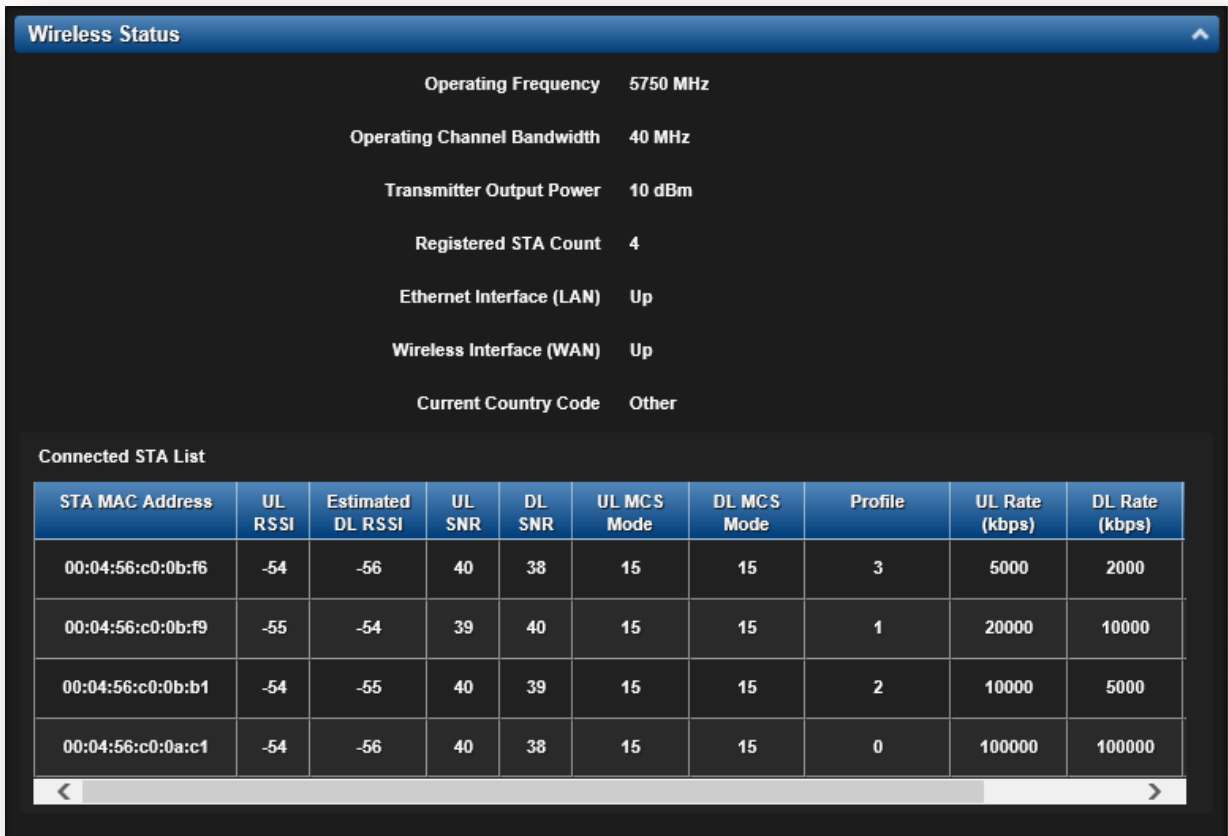 Wireless Status
Operating Frequency 5750 MHz
Operating Channel Bandwidth 40 MHz
Transmitter Output Power 10 dBm
Registered STA Count 4
Ethernet Interface (LAN) Up
Wireless Interface (WAN) Up
Current Country Code Other
Connected STA List
STA MAC Address UL RSSI Estimated DL RSSI UL SNR DL SNR UL MCS Mode DL MCS Mode Profile UL Rate (kbps) DL Rate (kbps)
00:04:56:c0:0b:f6 -54 -56 40 38 15 15 3 5000 2000
00:04:56:c0:0b:f9 -55 -54 39 40 15 15 1 20000 10000
00:04:56:c0:0b:b1 -54 -55 40 39 15 15 2 10000 5000
00:04:56:c0:0a:c1 -54 -56 40 38 15 15 0 100000 100000